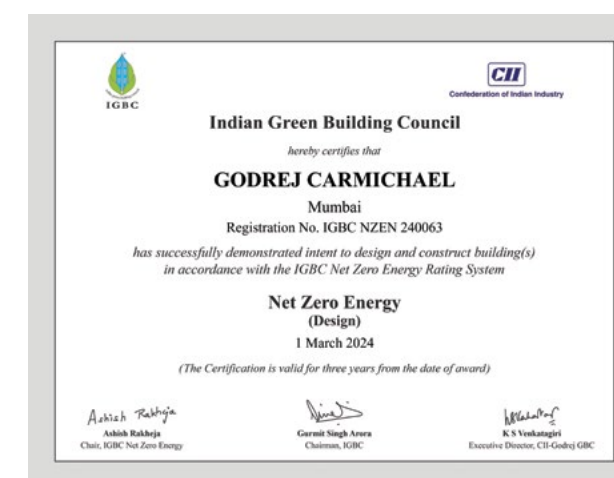 IGBC
CII
Confederation of Indian Industry
Indian Green Building Council
hereby certifies that
GODREJ CARMICHAEL
Mumbai
Registration No. IGBC NZEN 240063
has successfully demonstrated intent to design and construct building(s)
in accordance with the IGBC Net Zero Energy Rating System
Net Zero Energy
(Design)
1 March 2024
(The Certification is valid for three years from the date of award)
Ashish Rakheja
Ashish Rakheja
Gurmit Singh Arora
K S Venkatagiri
Chair, IGBC Net Zero Energy
Chairman, IGBC
Executive Director, CII-Godrej GBC